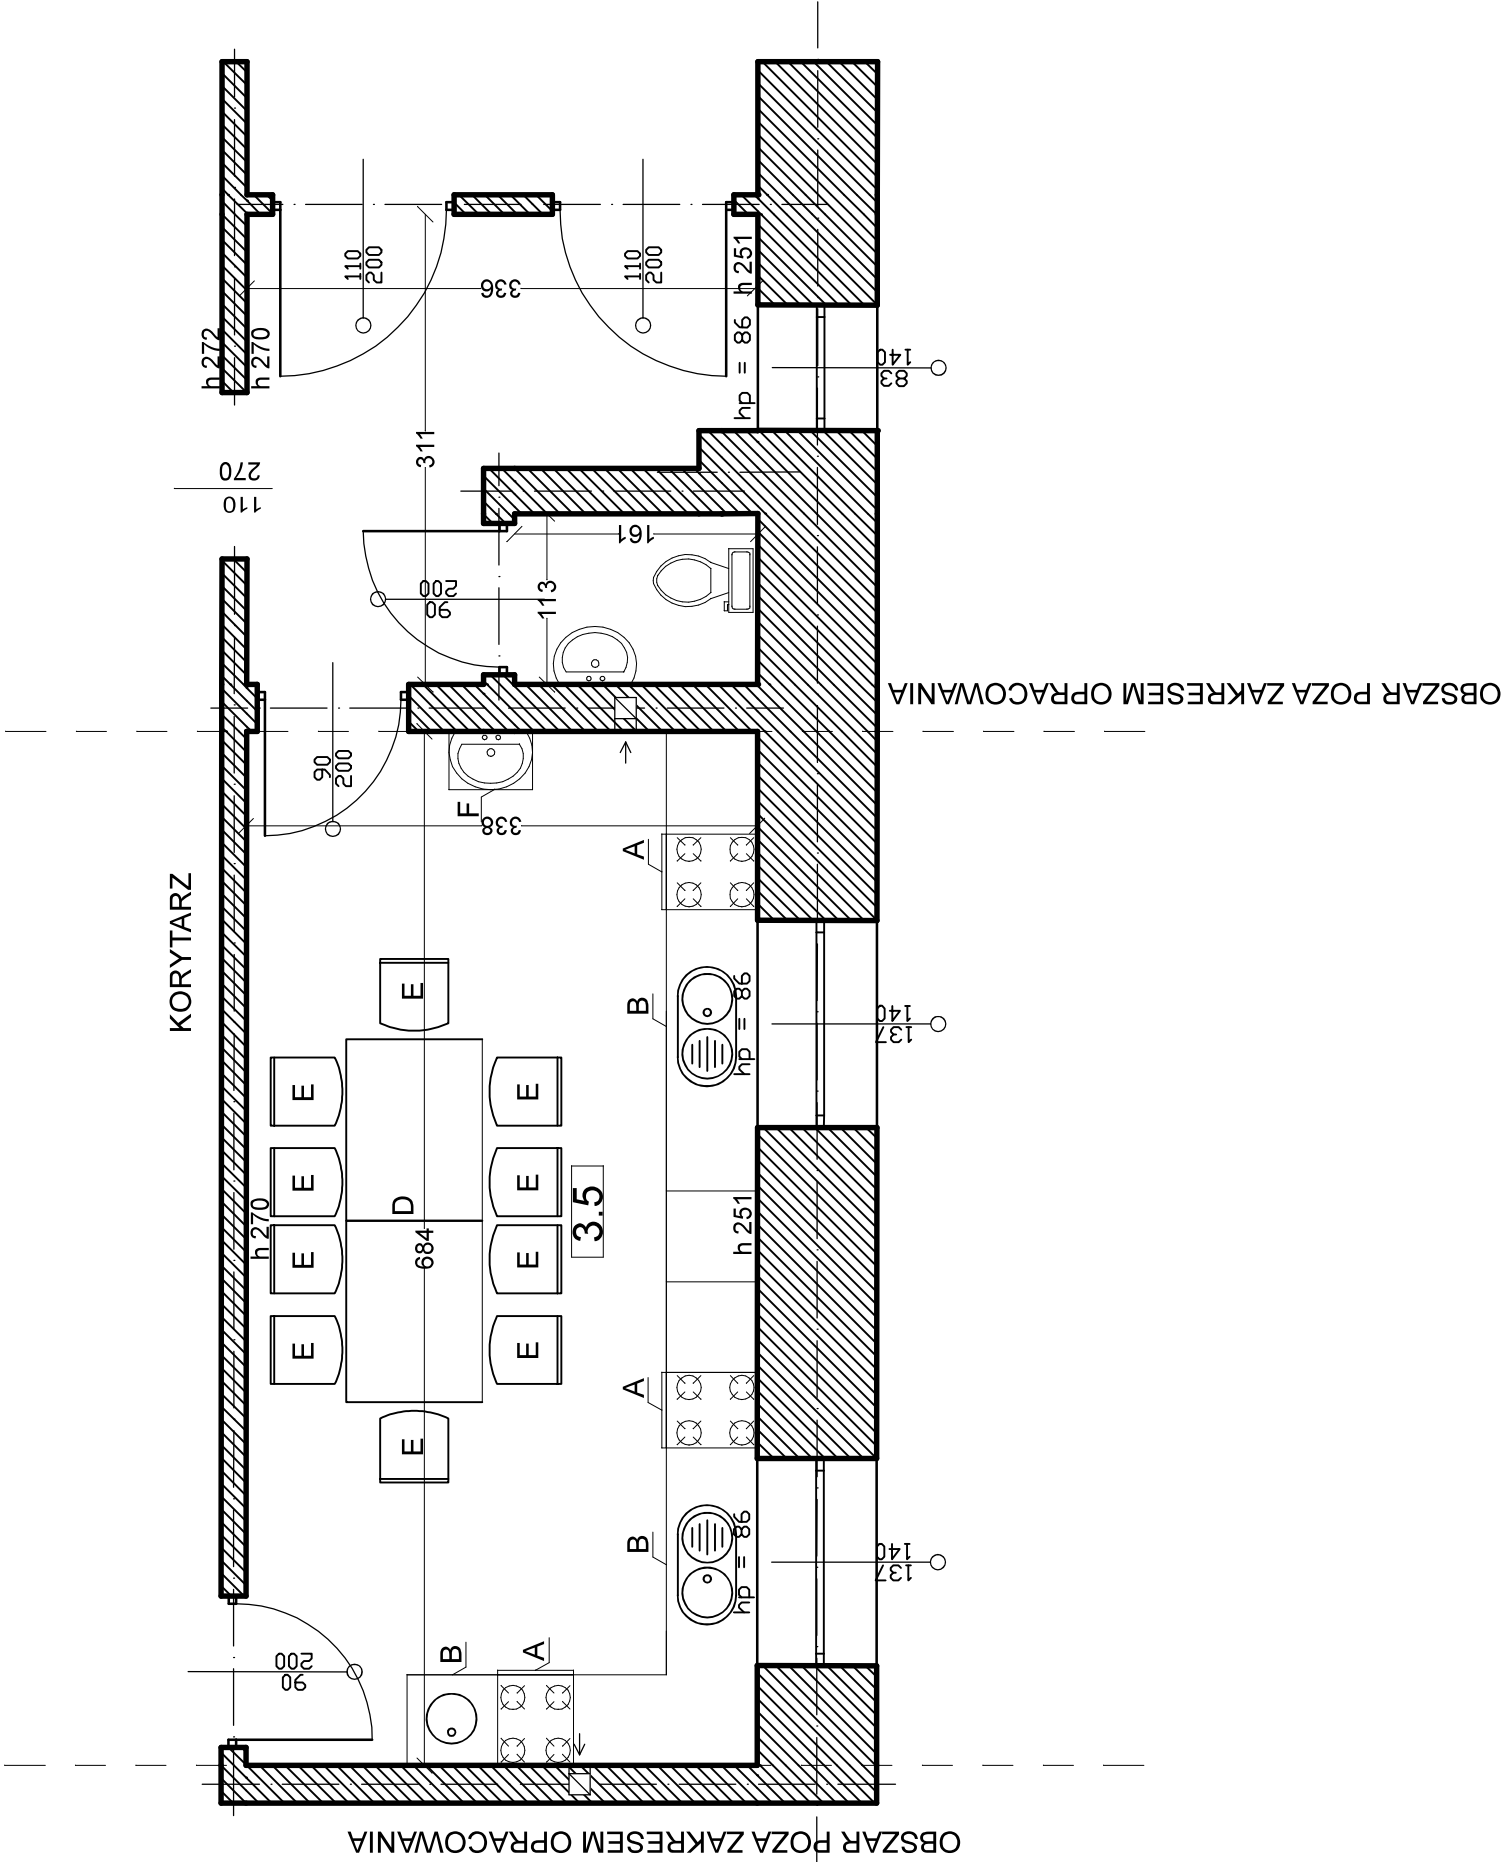 h 272
h 270
110
200
336
110
200
h 251
hp = 86
140
83
270
110
311
161
90
200
113
OBSZAR POZA ZAKRESEM OPRACOWANIA
90
200
F
338
KORYTARZ
A
E
B
hp = 86
140
137
E
E
E
E
D
3.5
h 270
684
h 251
E
E
E
E
A
E
B
hp = 86
140
137
90
200
B
A
OBSZAR POZA ZAKRESEM OPRACOWANIA